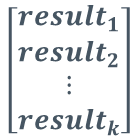 result₁
result₂
⋮
resultₖ